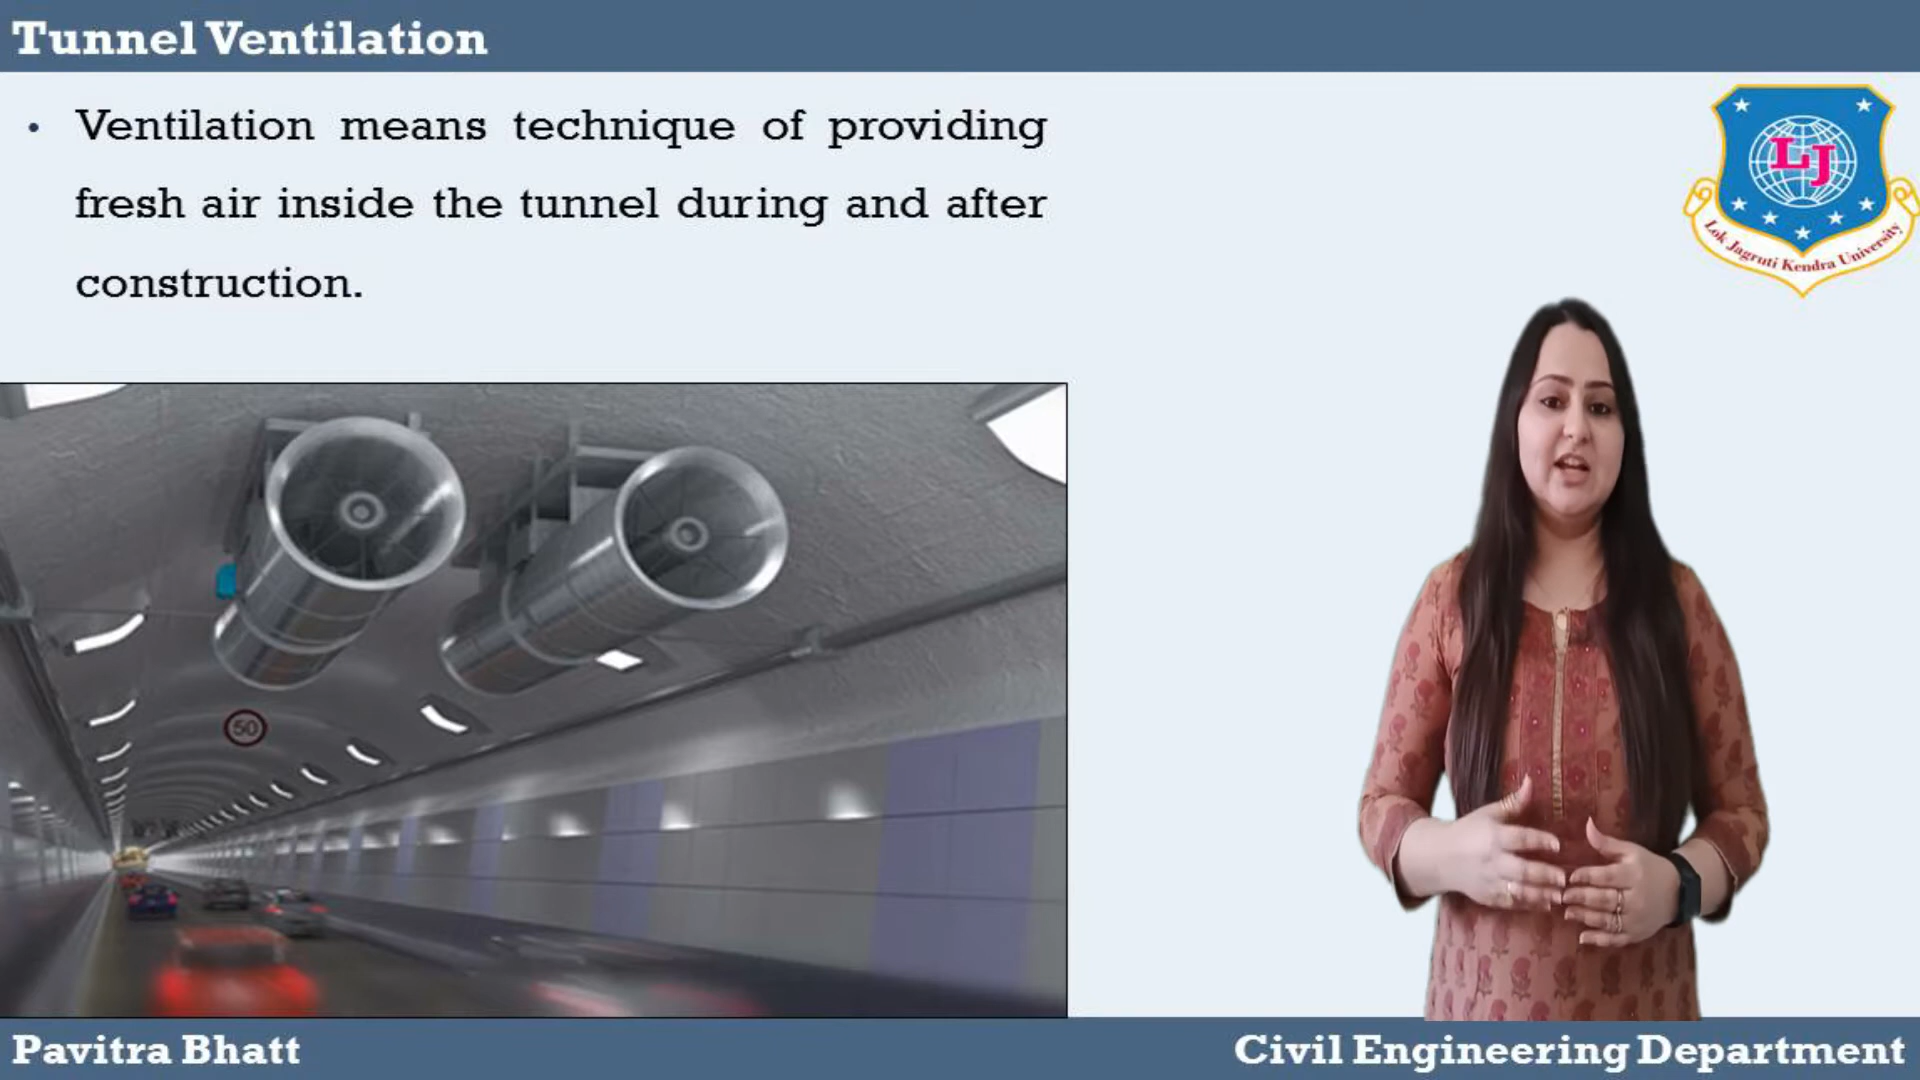 Tunnel Ventilation
• Ventilation means technique of providing
fresh air inside the tunnel during and after
construction.
LJ
Lok Jagruti Kendra University
50
Pavitra Bhatt
Civil Engineering Department